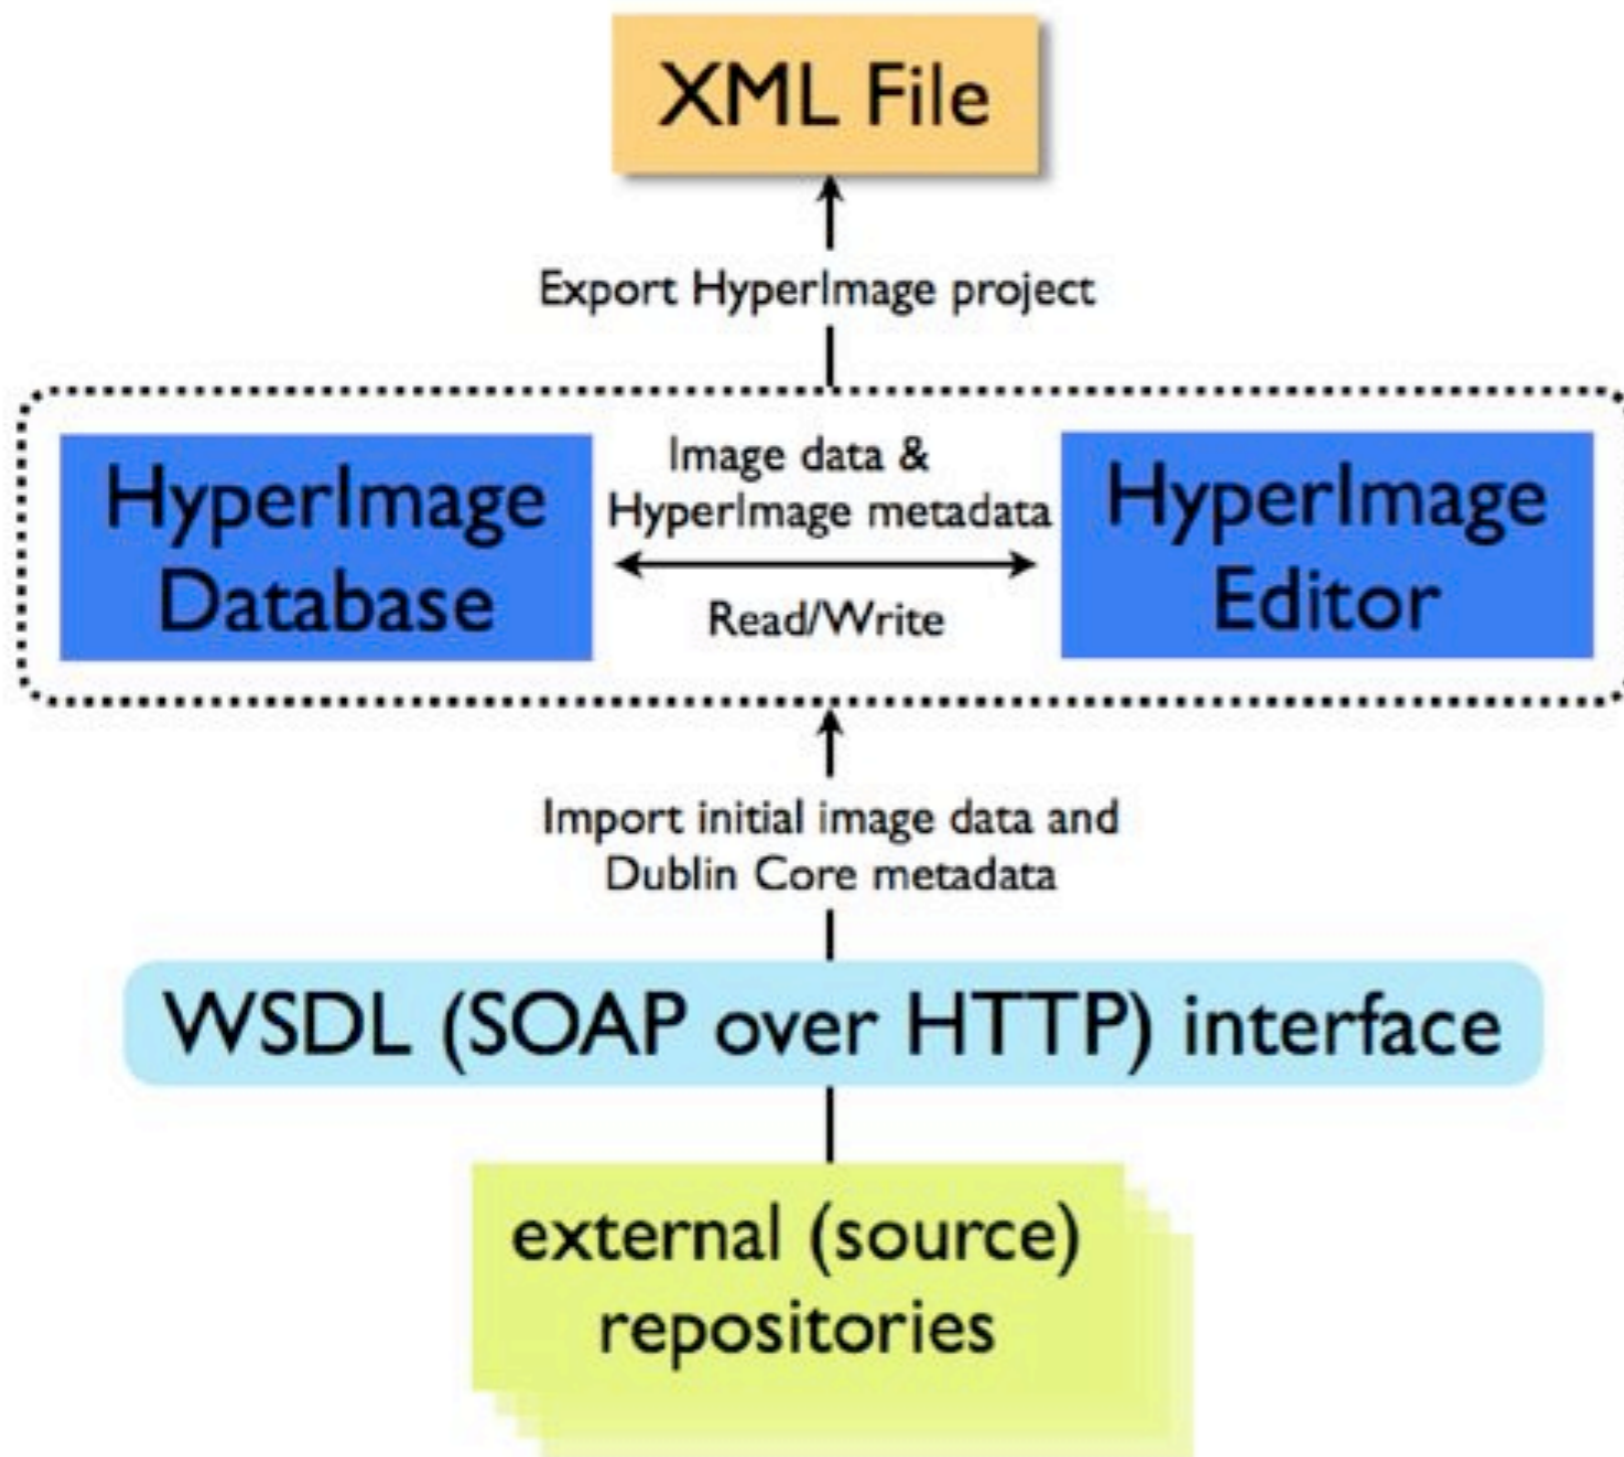 XML File
Export HyperImage project
HyperImage
Database
Image data &
HyperImage metadata
Read/Write
HyperImage
Editor
Import initial image data and
Dublin Core metadata
WSDL (SOAP over HTTP) interface
external (source)
repositories